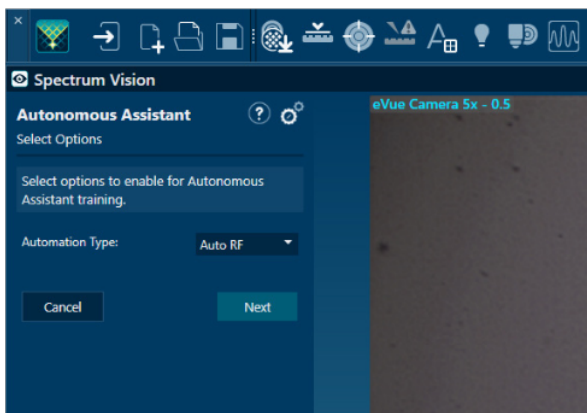 Spectrum Vision
eVue Camera 5x - 0.5
Autonomous Assistant
Select Options
Select options to enable for Autonomous
Assistant training.
Automation Type:
Auto RF
Cancel
Next